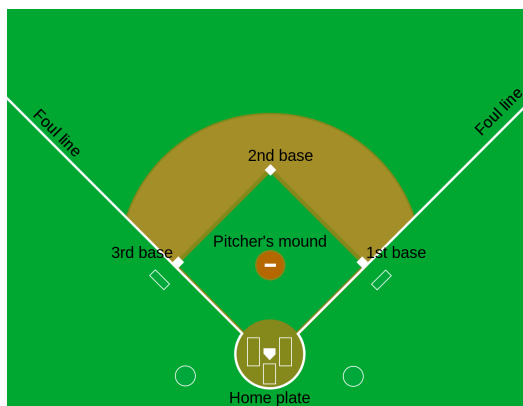 Foul line
Foul line
2nd base
Pitcher's mound
3rd base
1st base
Home plate